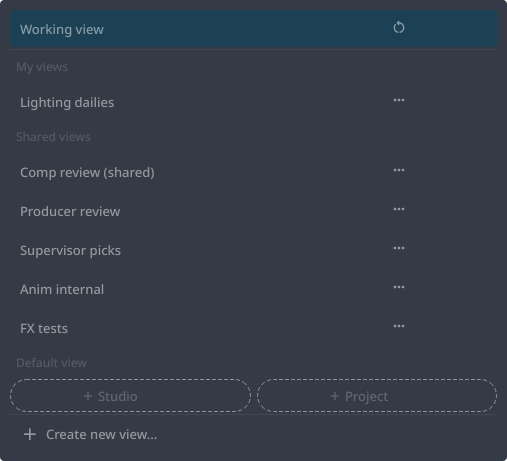 Working view
My views
Lighting dailies
Shared views
Comp review (shared)
Producer review
Supervisor picks
Anim internal
FX tests
Default view
+ Studio
+ Project
+ Create new view...